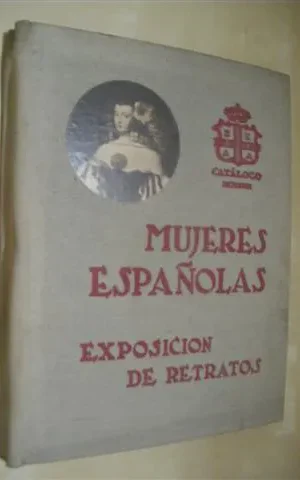 CATÁLOGO
MUJERES
ESPAÑOLAS
EXPOSICION
DE RETRATOS